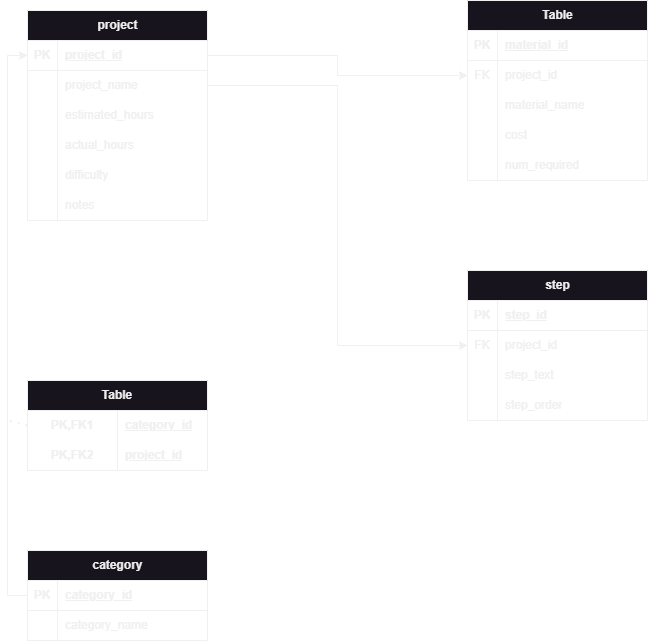 project
PK project_id
project_name
estimated_hours
actual_hours
difficulty
notes
Table
PK material_id
FK project_id
material_name
cost
num_required
step
PK step_id
FK project_id
step_text
step_order
Table
PK,FK1 category_id
PK,FK2 project_id
category
PK category_id
category_name